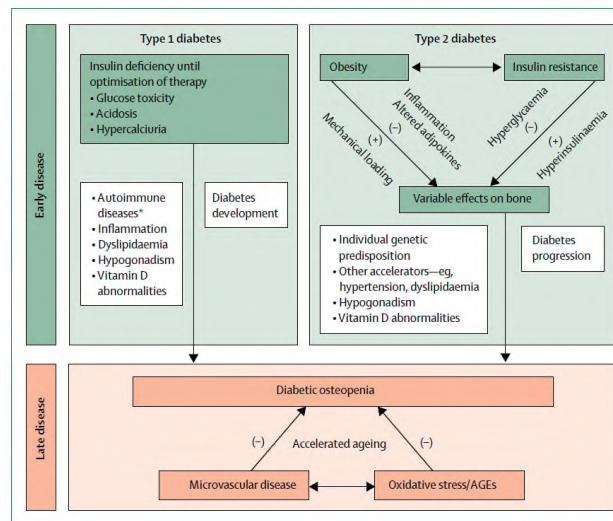 Early disease
Type 1 diabetes
Insulin deficiency until
optimisation of therapy
• Glucose toxicity
• Acidosis
• Hypercalciuria
• Autoimmune
diseases*
• Inflammation
• Dyslipidaemia
• Hypogonadism
• Vitamin D
abnormalities
Diabetes
development
Type 2 diabetes
Obesity
Insulin resistance
Mechanical loading
(+)
(–)
Inflammation
Altered adipokines
Hyperglycaemia
(–)
(+)
Hyperinsulinaemia
Variable effects on bone
• Individual genetic
predisposition
• Other accelerators—eg,
hypertension, dyslipidaemia
• Hypogonadism
• Vitamin D abnormalities
Diabetes
progression
Late disease
Diabetic osteopenia
(–)
Accelerated ageing
(–)
Microvascular disease
Oxidative stress/AGEs